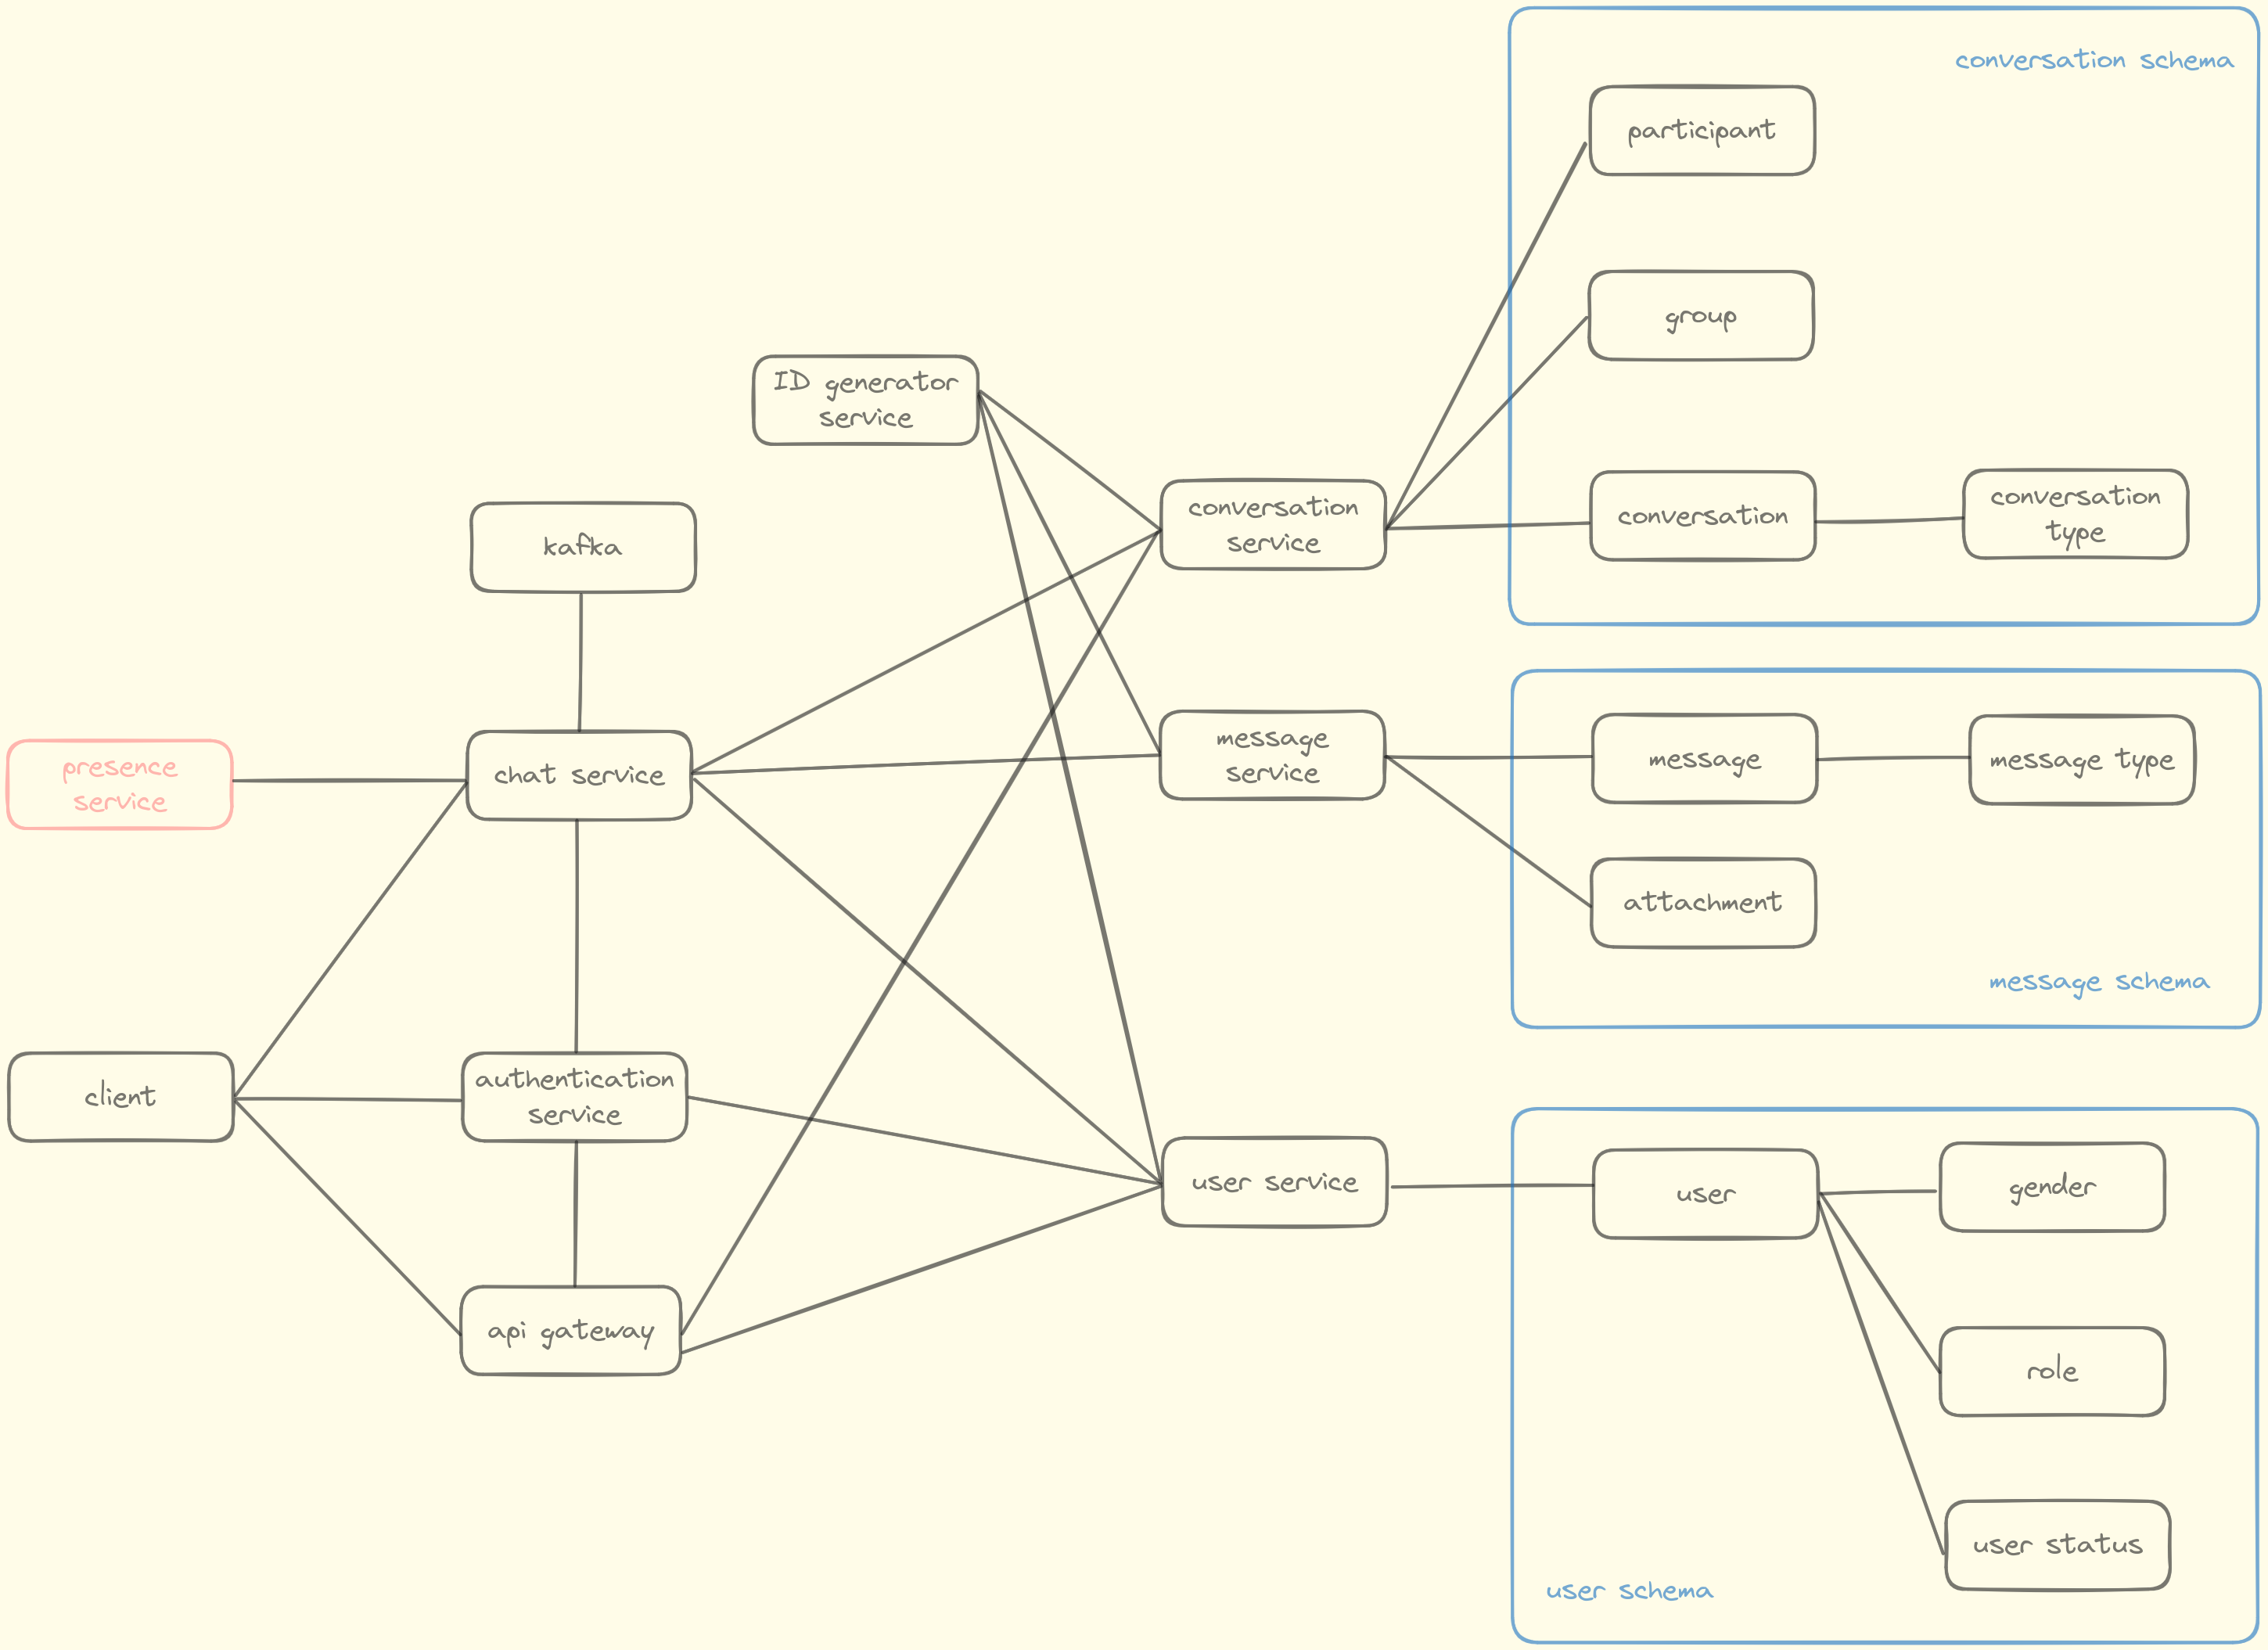 conversation schema
participant
group
ID generator
service
conversation
service
conversation
conversation
type
kafka
presence
service
chat service
message
service
message
message type
attachment
message schema
client
authentication
service
user service
user
gender
api gateway
role
user status
user schema